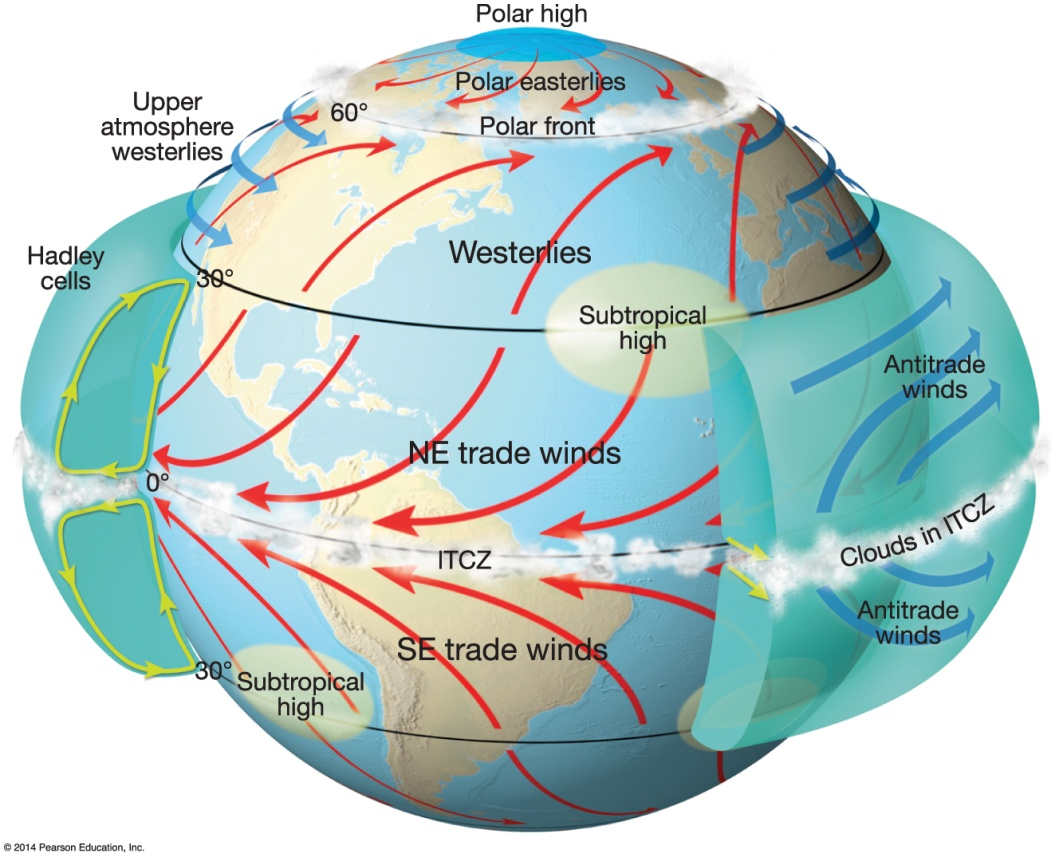 Polar high
Polar easterlies
Upper
atmosphere
westerlies
60°
Polar front
Hadley
cells
Westerlies
30°
Subtropical
high
Antitrade
winds
NE trade winds
0°
Clouds in ITCZ
ITCZ
Antitrade
winds
SE trade winds
30°
Subtropical
high
© 2014 Pearson Education, Inc.